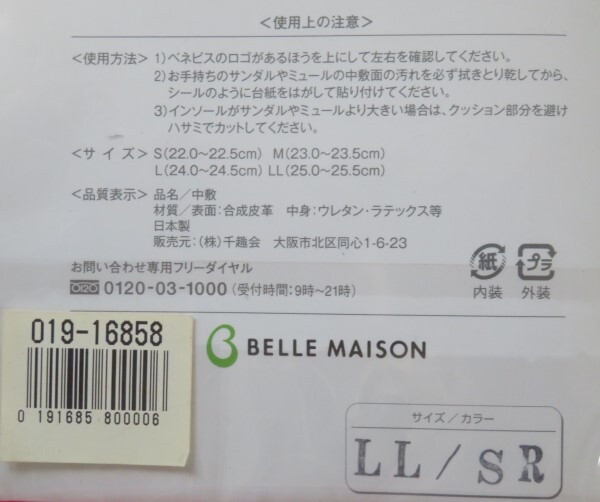 ＜使用上の注意＞
＜使用方法＞ 1)ベネビスのロゴがあるほうを上にして左右を確認してください。
2)お手持ちのサンダルやミュールの中敷面の汚れを必ず拭きとり乾してから、
シールのように台紙をはがして貼り付けてください。
3)インソールがサンダルやミュールより大きい場合は、クッション部分を避け
ハサミでカットしてください。
＜サイズ＞ S(22.0〜22.5cm) M(23.0〜23.5cm)
L(24.0〜24.5cm) LL(25.0〜25.5cm)
＜品質表示＞ 品名／中敷
材質／表面：合成皮革 中身：ウレタン・ラテックス等
日本製
販売元：(株)千趣会 大阪市北区同心1-6-23
お問い合わせ専用フリーダイヤル
0120-03-1000(受付時間：9時〜21時)
紙 プラ
内装 外装
019-16858
0 191685 800006
BELLE MAISON
サイズ／カラー
LL/SR